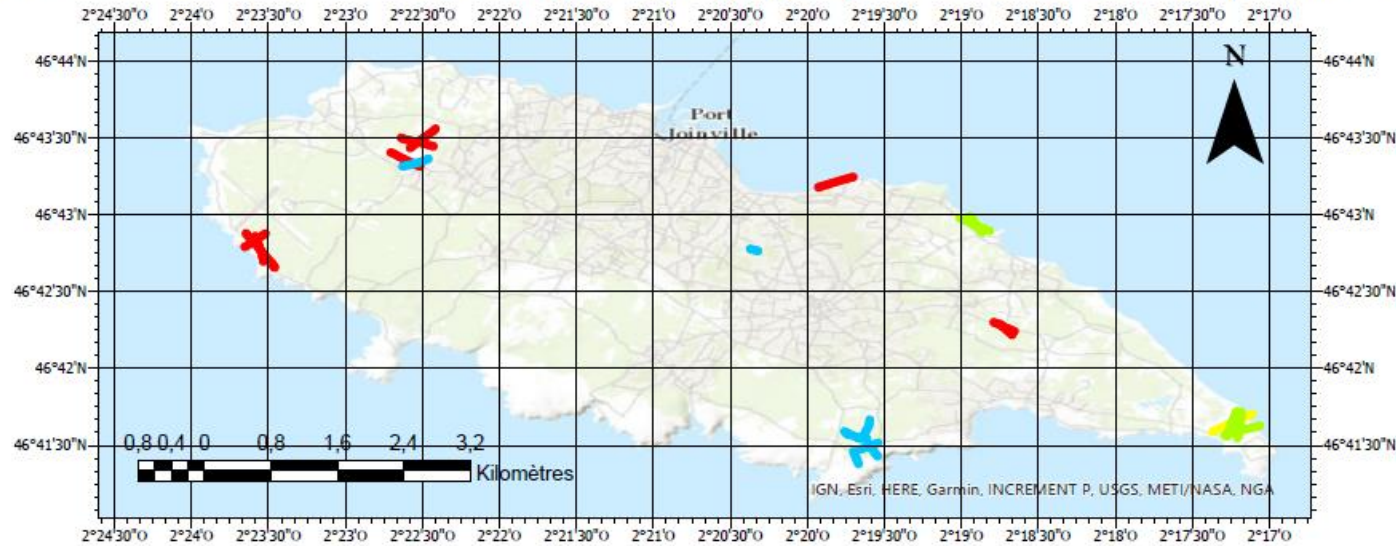 2°24'30"O 2°24'O 2°23'30"O 2°23'O 2°22'30"O 2°22'O 2°21'30"O 2°21'O 2°20'30"O 2°20'O 2°19'30"O 2°19'O 2°18'30"O 2°18'O 2°17'30"O 2°17'O
46°44'N N 46°44'N
Port
46°43'30"N Joinville 46°43'30"N
46°43'N 46°43'N
46°42'30"N 46°42'30"N
46°42'N 46°42'N
46°41'30"N 0,8 0,4 0 0,8 1,6 2,4 3,2 46°41'30"N
Kilomètres
IGN, Esri, HERE, Garmin, INCREMENT P, USGS, METI/NASA, NGA
2°24'30"O 2°24'O 2°23'30"O 2°23'O 2°22'30"O 2°22'O 2°21'30"O 2°21'O 2°20'30"O 2°20'O 2°19'30"O 2°19'O 2°18'30"O 2°18'O 2°17'30"O 2°17'O